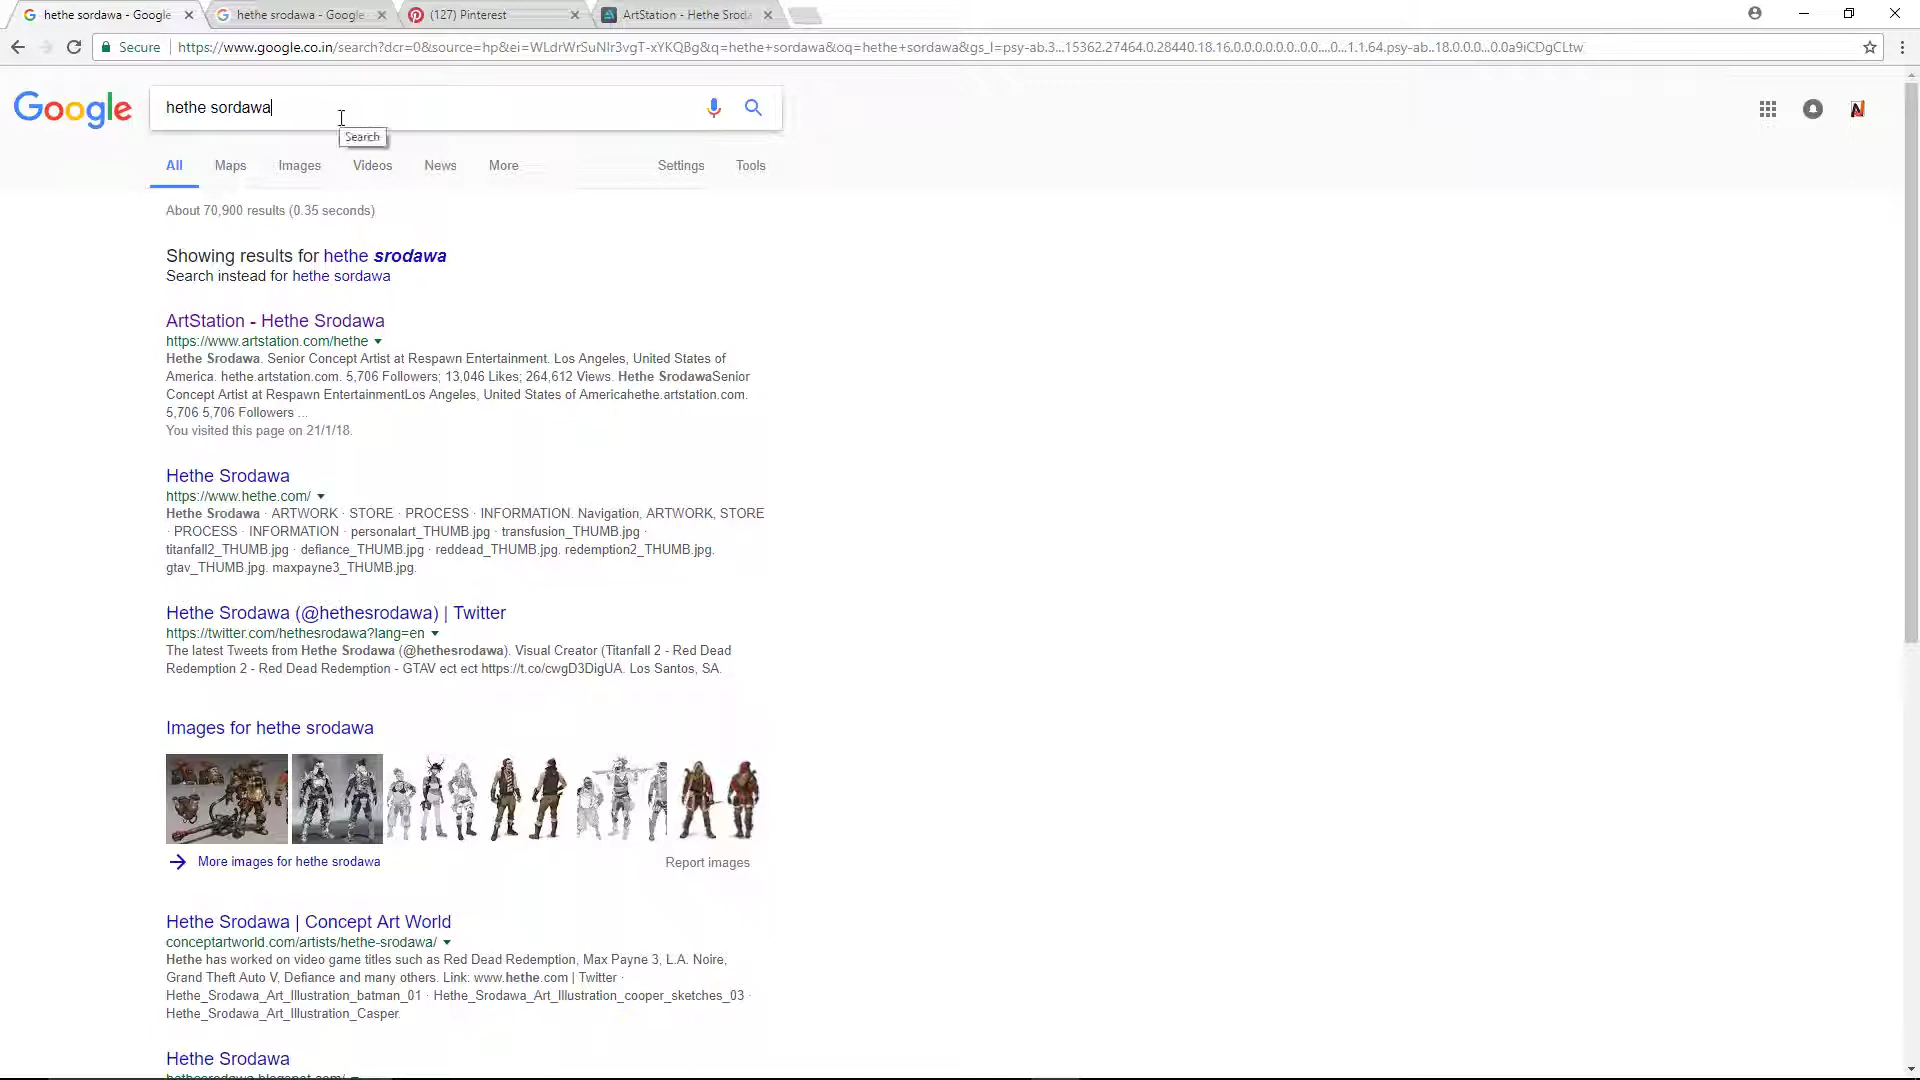 hethe sordawa - Google
hethe srodawa - Google
(127) Pinterest
ArtStation - Hethe Sroda
Secure
https://www.google.co.in/search?dcr=0&source=hp&ei=WLdrWrSuNIr3vgT-xYKQBg&q=hethe+sordawa&oq=hethe+sordawa&gs_l=psy-ab.3...15362.27464.0.28440.18.16.0.0.0.0.0.0.0..0....0...1.1.64.psy-ab..18.0.0.0...0.0a9iCDgCLtw
Google
hethe sordawa
Search
All Maps Images Videos News More Settings Tools
About 70,900 results (0.35 seconds)
Showing results for hethe srodawa
Search instead for hethe sordawa
ArtStation - Hethe Srodawa
https://www.artstation.com/hethe
Hethe Srodawa. Senior Concept Artist at Respawn Entertainment. Los Angeles, United States of
America. hethe.artstation.com. 5,706 Followers; 13,046 Likes; 264,612 Views. Hethe SrodawaSenior
Concept Artist at Respawn EntertainmentLos Angeles, United States of Americahethe.artstation.com.
5,706 5,706 Followers ...
You visited this page on 21/1/18.
Hethe Srodawa
https://www.hethe.com/
Hethe Srodawa · ARTWORK · STORE · PROCESS · INFORMATION. Navigation, ARTWORK, STORE
· PROCESS · INFORMATION · personalart_THUMB.jpg · transfusion_THUMB.jpg ·
titanfall2_THUMB.jpg · defiance_THUMB.jpg · reddead_THUMB.jpg. redemption2_THUMB.jpg.
gtav_THUMB.jpg. maxpayne3_THUMB.jpg.
Hethe Srodawa (@hethesrodawa) | Twitter
https://twitter.com/hethesrodawa?lang=en
The latest Tweets from Hethe Srodawa (@hethesrodawa). Visual Creator (Titanfall 2 - Red Dead
Redemption 2 - Red Dead Redemption - GTAV ect ect https://t.co/cwgD3DigUA. Los Santos, SA.
Images for hethe srodawa
More images for hethe srodawa
Report images
Hethe Srodawa | Concept Art World
conceptartworld.com/artists/hethe-srodawa/
Hethe has worked on video game titles such as Red Dead Redemption, Max Payne 3, L.A. Noire,
Grand Theft Auto V, Defiance and many others. Link: www.hethe.com | Twitter ·
Hethe_Srodawa_Art_Illustration_batman_01 · Hethe_Srodawa_Art_Illustration_cooper_sketches_03 ·
Hethe_Srodawa_Art_Illustration_Casper.
Hethe Srodawa
hethesrodawa.blogspot.com/